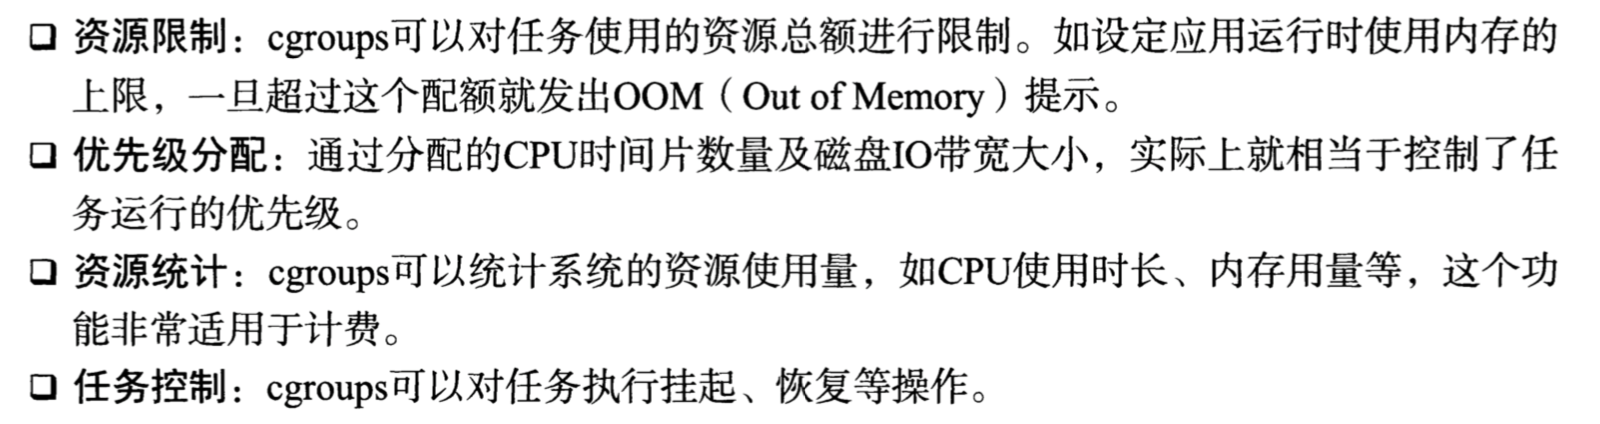 ❑ 资源限制：cgroups可以对任务使用的资源总额进行限制。如设定应用运行时使用内存的
上限，一旦超过这个配额就发出OOM（Out of Memory）提示。
❑ 优先级分配：通过分配的CPU时间片数量及磁盘IO带宽大小，实际上就相当于控制了任
务运行的优先级。
❑ 资源统计：cgroups可以统计系统的资源使用量，如CPU使用时长、内存用量等，这个功
能非常适用于计费。
❑ 任务控制：cgroups可以对任务执行挂起、恢复等操作。